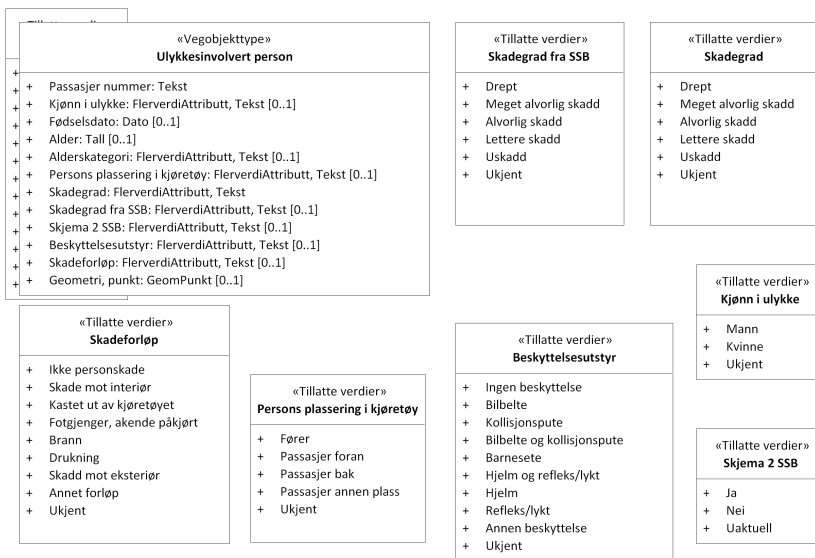 «Vegobjekttype»
Ulykkesinvolvert person
+ Passasjer nummer: Tekst
+ Kjønn i ulykke: FlerverdiAttributt, Tekst [0..1]
+ Fødselsdato: Dato [0..1]
+ Alder: Tall [0..1]
+ Alderskategori: FlerverdiAttributt, Tekst [0..1]
+ Persons plassering i kjøretøy: FlerverdiAttributt, Tekst [0..1]
+ Skadegrad: FlerverdiAttributt, Tekst
+ Skadegrad fra SSB: FlerverdiAttributt, Tekst [0..1]
+ Skjema 2 SSB: FlerverdiAttributt, Tekst [0..1]
+ Beskyttelsesutstyr: FlerverdiAttributt, Tekst [0..1]
+ Skadeforløp: FlerverdiAttributt, Tekst [0..1]
+ Geometri, punkt: GeomPunkt [0..1]
«Tillatte verdier»
Skadegrad fra SSB
+ Drept
+ Meget alvorlig skadd
+ Alvorlig skadd
+ Lettere skadd
+ Uskadd
+ Ukjent
«Tillatte verdier»
Skadegrad
+ Drept
+ Meget alvorlig skadd
+ Alvorlig skadd
+ Lettere skadd
+ Uskadd
+ Ukjent
«Tillatte verdier»
Kjønn i ulykke
+ Mann
+ Kvinne
+ Ukjent
«Tillatte verdier»
Skadeforløp
+ Ikke personskade
+ Skade mot interiør
+ Kastet ut av kjøretøyet
+ Fotgjenger, akende påkjørt
+ Brann
+ Drukning
+ Skadd mot eksteriør
+ Annet forløp
+ Ukjent
«Tillatte verdier»
Persons plassering i kjøretøy
+ Fører
+ Passasjer foran
+ Passasjer bak
+ Passasjer annen plass
+ Ukjent
«Tillatte verdier»
Beskyttelsesutstyr
+ Ingen beskyttelse
+ Bilbelte
+ Kollisjonspute
+ Bilbelte og kollisjonspute
+ Barnesete
+ Hjelm og refleks/lykt
+ Hjelm
+ Refleks/lykt
+ Annen beskyttelse
+ Ukjent
«Tillatte verdier»
Skjema 2 SSB
+ Ja
+ Nei
+ Uaktuell